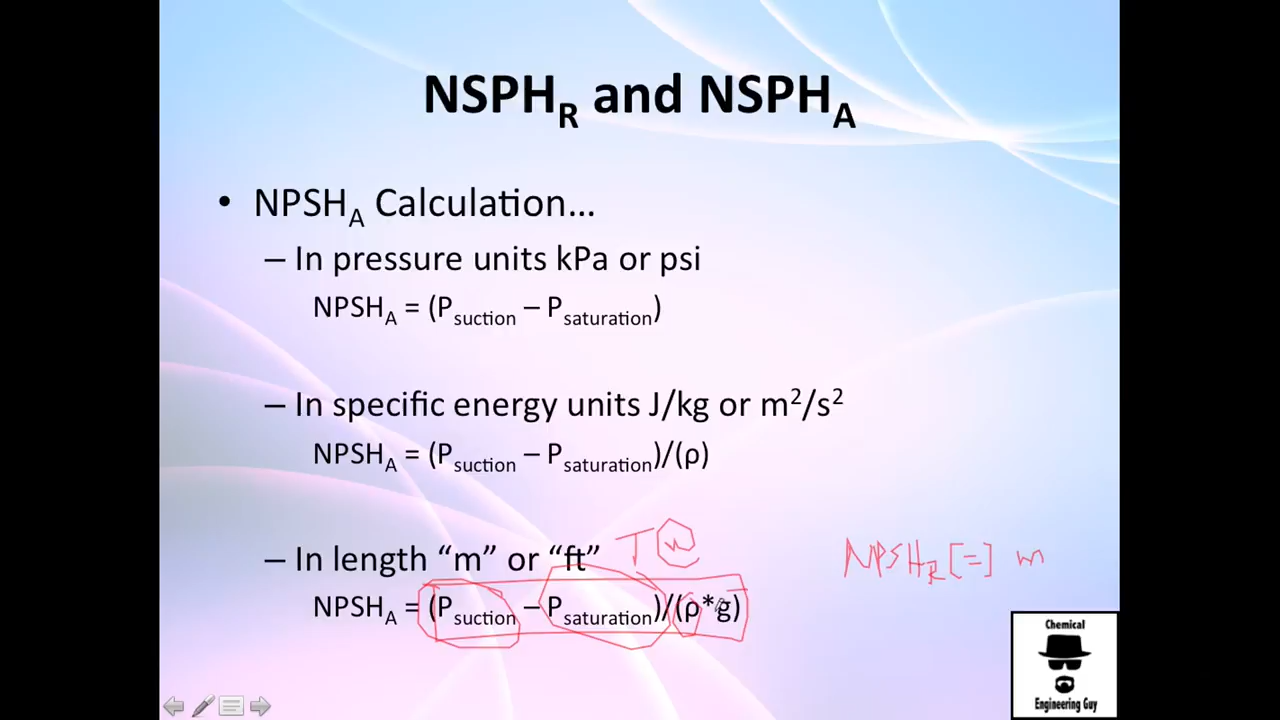 NSPHR and NSPHA
• NPSHA Calculation...
– In pressure units kPa or psi
NPSHA = (Psuction – Psaturation)
– In specific energy units J/kg or m²/s²
NPSHA = (Psuction – Psaturation)/(ρ)
– In length “m” or “ft”
NPSHR [=] m
NPSHA = (Psuction – Psaturation)/(ρ*g)
Chemical
Engineering Guy